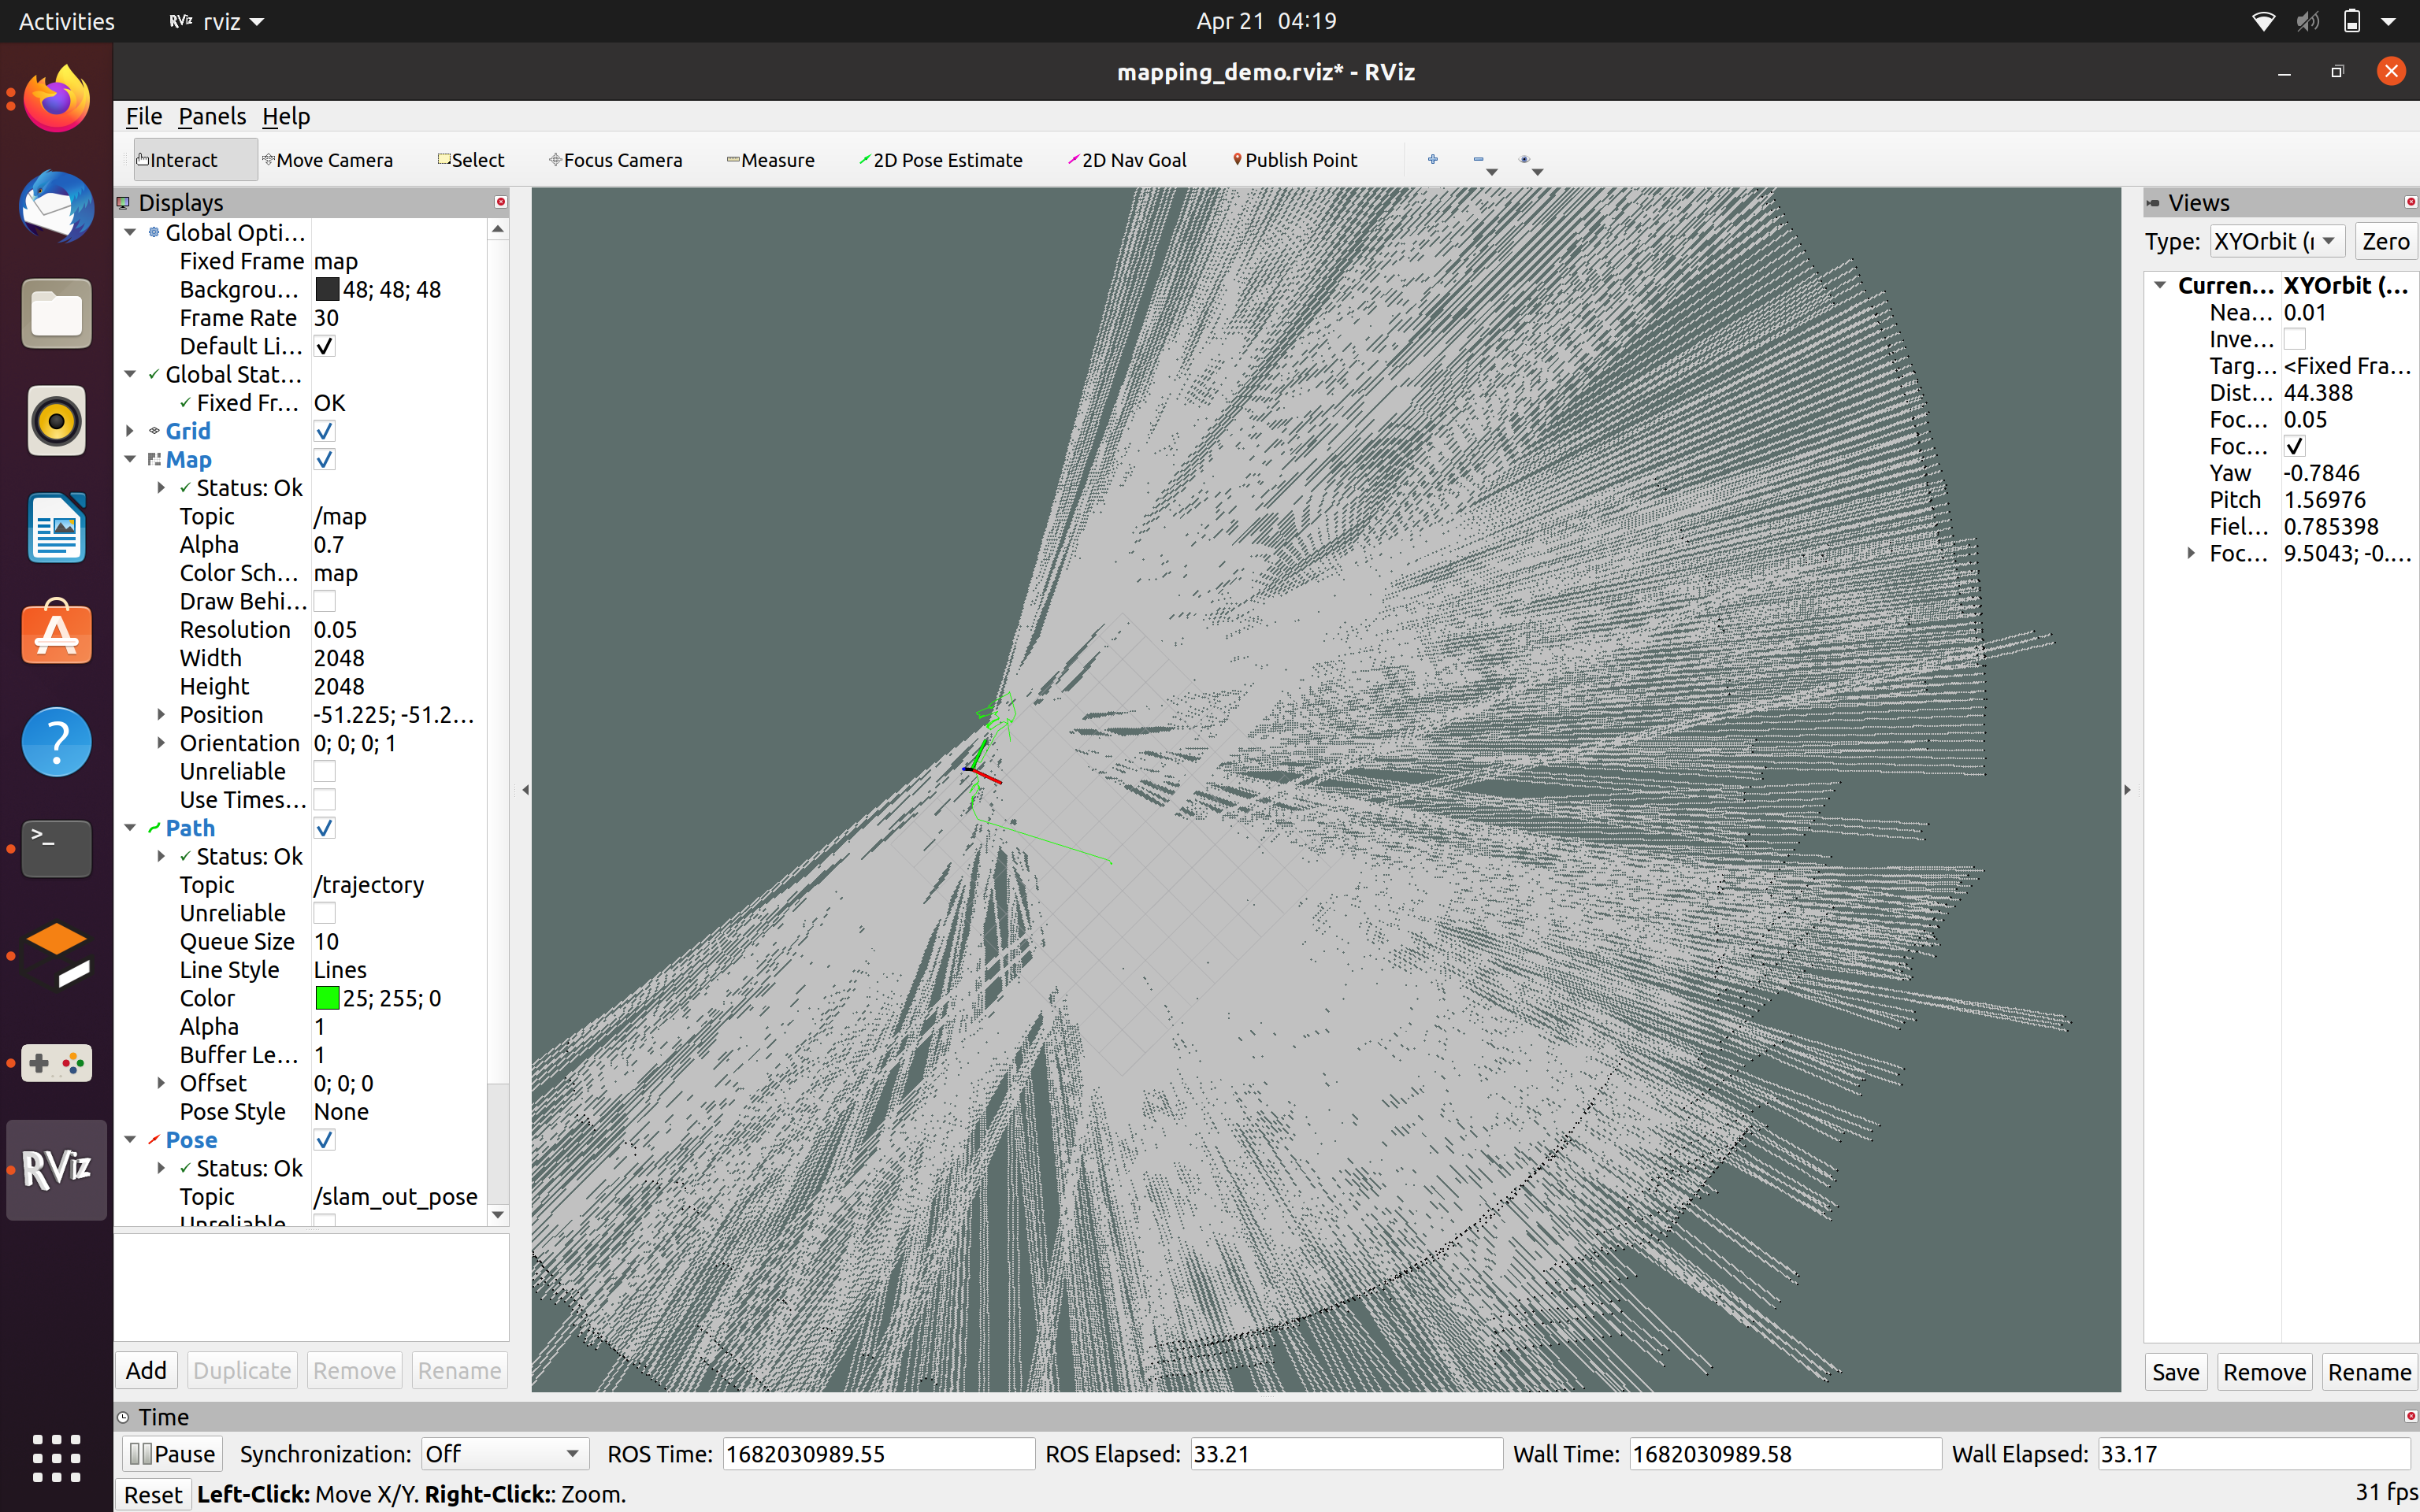 Activities RViz rviz Apr 21 04:19
mapping_demo.rviz* - RViz
File Panels Help
Interact Move Camera Select Focus Camera Measure 2D Pose Estimate 2D Nav Goal Publish Point
Displays
Global Opti...
Fixed Frame map
Backgrou... 48; 48; 48
Frame Rate 30
Default Li...
Global Stat...
Fixed Fr... OK
Grid
Map
Status: Ok
Topic /map
Alpha 0.7
Color Sch... map
Draw Behi...
Resolution 0.05
Width 2048
Height 2048
Position -51.225; -51.2...
Orientation 0; 0; 0; 1
Unreliable
Use Times...
Path
Status: Ok
Topic /trajectory
Unreliable
Queue Size 10
Line Style Lines
Color 25; 255; 0
Alpha 1
Buffer Le... 1
Offset 0; 0; 0
Pose Style None
Pose
Status: Ok
Topic /slam_out_pose
Unreliable
Add Duplicate Remove Rename
Views
Type: XYOrbit (r Zero
Curren... XYOrbit (...
Nea... 0.01
Inve...
Targ... <Fixed Fra...
Dist... 44.388
Foc... 0.05
Foc...
Yaw -0.7846
Pitch 1.56976
Fiel... 0.785398
Foc... 9.5043; -0....
Save Remove Rename
RViz
Time
Pause Synchronization: Off ROS Time: 1682030989.55 ROS Elapsed: 33.21 Wall Time: 1682030989.58 Wall Elapsed: 33.17
Reset Left-Click: Move X/Y. Right-Click:: Zoom. 31 fps